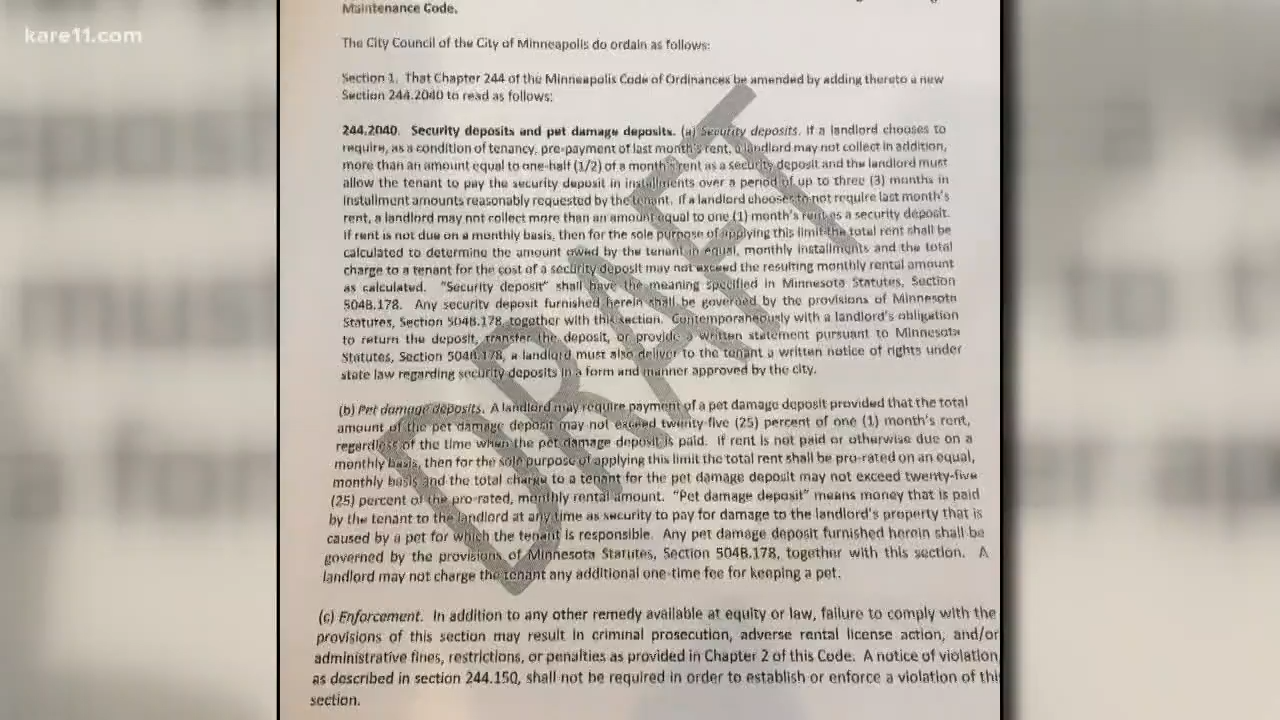 kare11.com
Maintenance Code.
The City Council of the City of Minneapolis do ordain as follows:
Section 1. That Chapter 244 of the Minneapolis Code of Ordinances be amended by adding thereto a new
Section 244.2040 to read as follows:
244.2040. Security deposits and pet damage deposits. (a) Security deposits. If a landlord chooses to
require, as a condition of tenancy, pre-payment of last month's rent, a landlord may not collect in addition,
more than an amount equal to one-half (1/2) of a month's rent as a security deposit and the landlord must
allow the tenant to pay the security deposit in installments over a period of up to three (3) months in
installment amounts reasonably requested by the tenant. If a landlord chooses to not require last month's
rent, a landlord may not collect more than an amount equal to one (1) month's rent as a security deposit.
If rent is not due on a monthly basis, then for the sole purpose of applying this limit the total rent shall be
calculated to determine the amount owed by the tenant in equal, monthly installments and the total
charge to a tenant for the cost of a security deposit may not exceed the resulting monthly rental amount
as calculated. "Security deposit" shall have the meaning specified in Minnesota Statutes, Section
504B.178. Any security deposit furnished herein shall be governed by the provisions of Minnesota
Statutes, Section 504B.178, together with this section. Contemporaneously with a landlord's obligation
to return the deposit, transfer the deposit, or provide a written statement pursuant to Minnesota
Statutes, Section 504B.178, a landlord must also deliver to the tenant a written notice of rights under
state law regarding security deposits in a form and manner approved by the city.
(b) Pet damage deposits. A landlord may require payment of a pet damage deposit provided that the total
amount of the pet damage deposit may not exceed twenty-five (25) percent of one (1) month's rent,
regardless of the time when the pet damage deposit is paid. If rent is not paid or otherwise due on a
monthly basis, then for the sole purpose of applying this limit the total rent shall be pro-rated on an equal,
monthly basis and the total charge to a tenant for the pet damage deposit may not exceed twenty-five
(25) percent of the pro-rated, monthly rental amount. "Pet damage deposit" means money that is paid
by the tenant to the landlord at any time as security to pay for damage to the landlord's property that is
caused by a pet for which the tenant is responsible. Any pet damage deposit furnished herein shall be
governed by the provisions of Minnesota Statutes, Section 504B.178, together with this section. A
landlord may not charge the tenant any additional one-time fee for keeping a pet.
(c) Enforcement. In addition to any other remedy available at equity or law, failure to comply with the
provisions of this section may result in criminal prosecution, adverse rental license action, and/or
administrative fines, restrictions, or penalties as provided in Chapter 2 of this Code. A notice of violation
as described in section 244.150, shall not be required in order to establish or enforce a violation of thi
section.
DRAFT